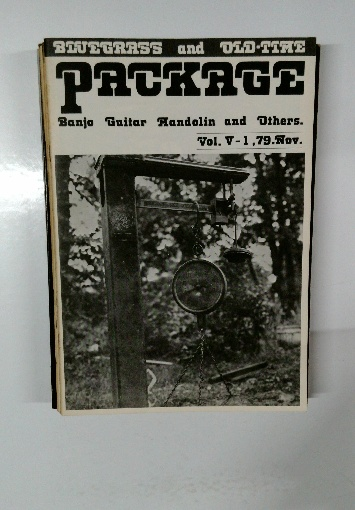 BLUEGRASS and OLD-TIME
PACKAGE
Banjo Guitar Mandolin and Others.
Vol. V-1,79.Nov.